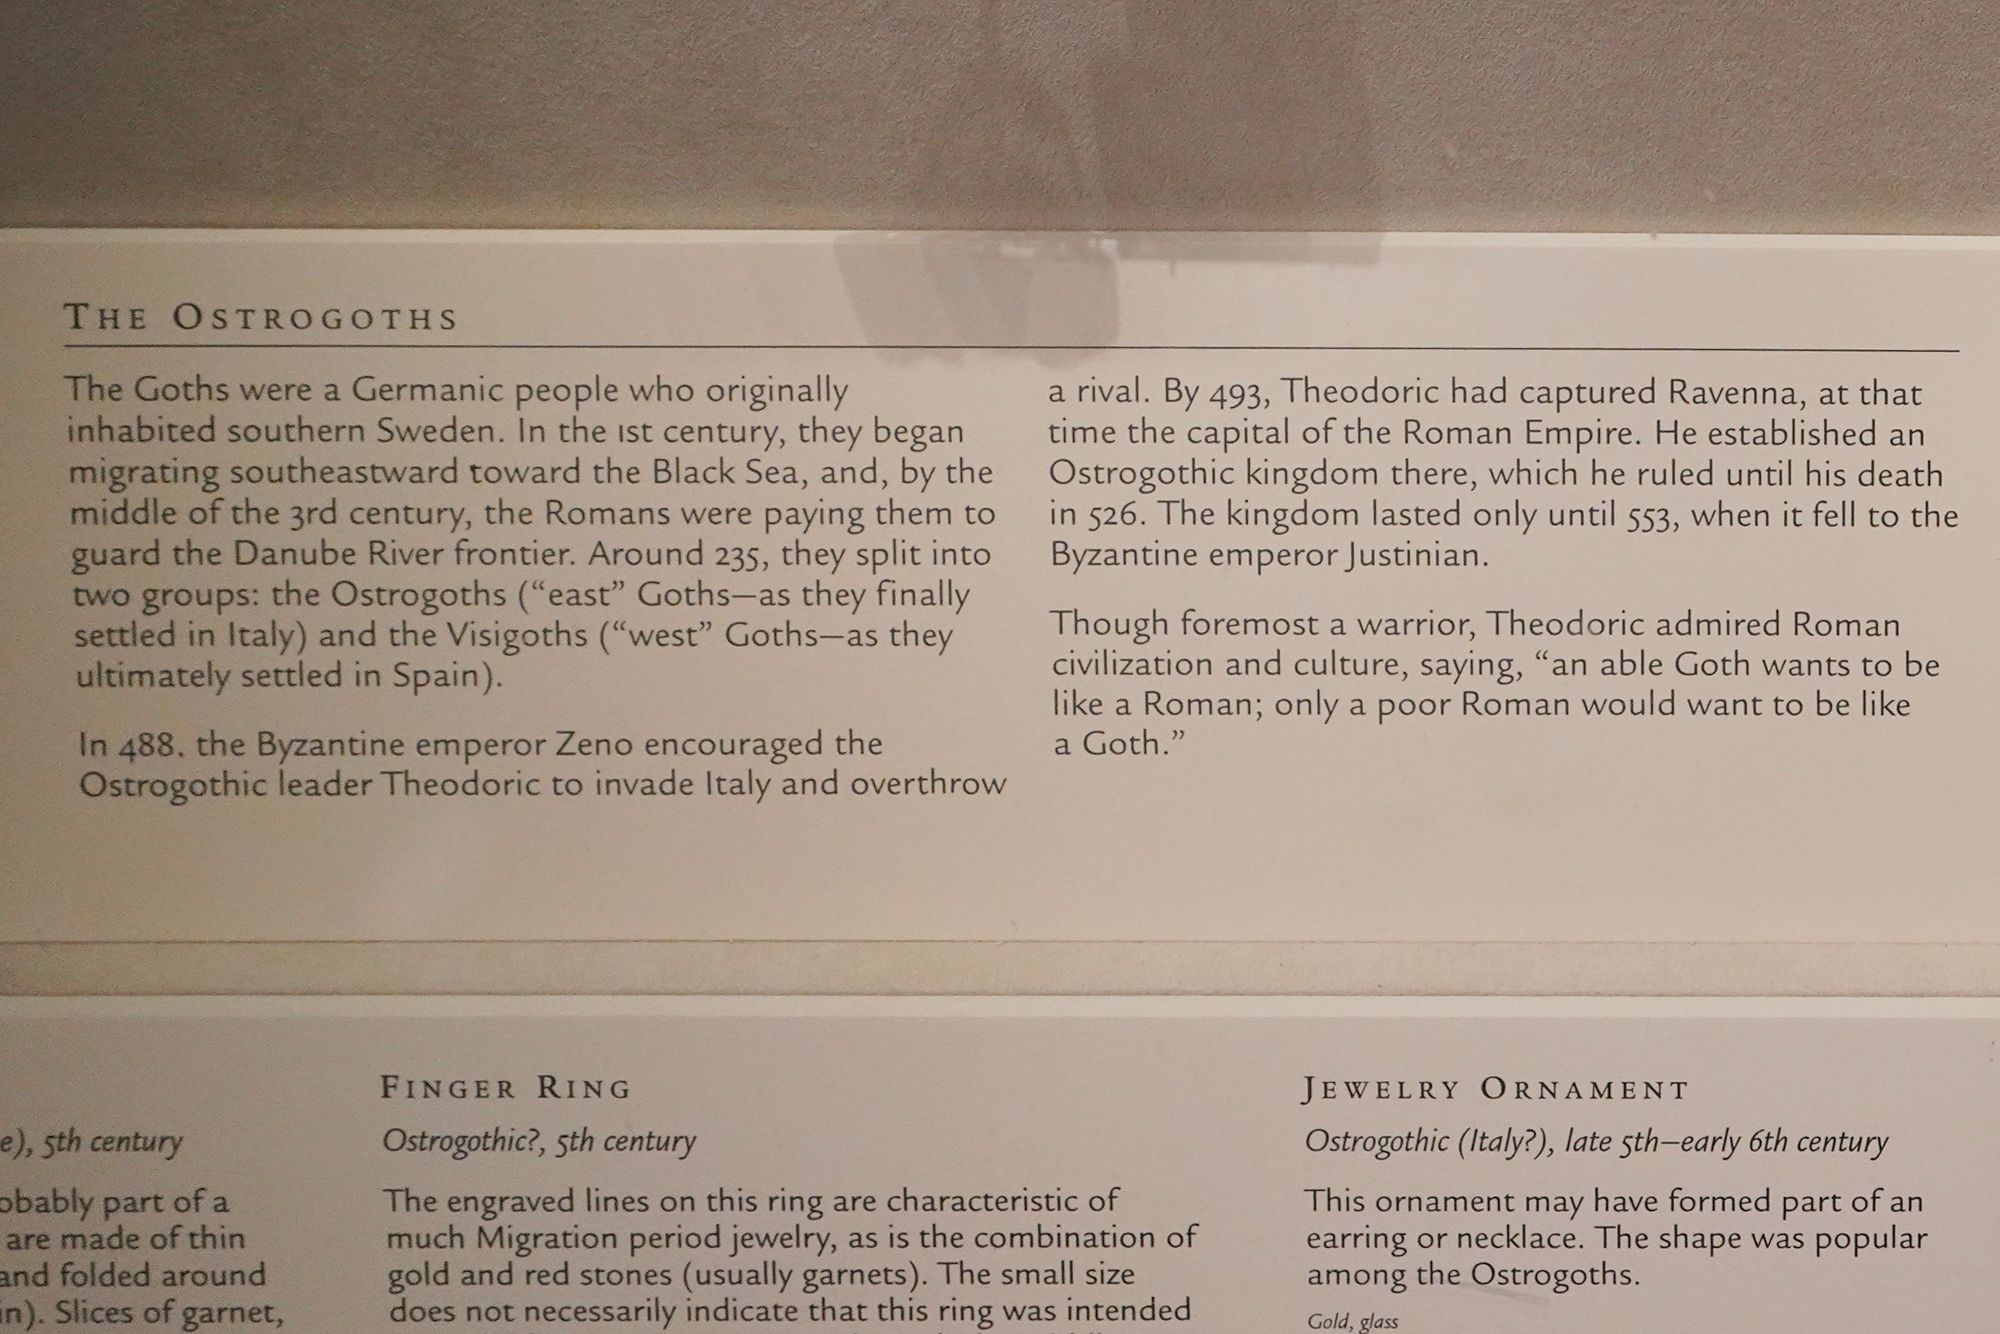 THE OSTROGOTHS
The Goths were a Germanic people who originally
inhabited southern Sweden. In the 1st century, they began
migrating southeastward toward the Black Sea, and, by the
middle of the 3rd century, the Romans were paying them to
guard the Danube River frontier. Around 235, they split into
two groups: the Ostrogoths (“east” Goths—as they finally
settled in Italy) and the Visigoths (“west” Goths—as they
ultimately settled in Spain).
In 488, the Byzantine emperor Zeno encouraged the
Ostrogothic leader Theodoric to invade Italy and overthrow
a rival. By 493, Theodoric had captured Ravenna, at that
time the capital of the Roman Empire. He established an
Ostrogothic kingdom there, which he ruled until his death
in 526. The kingdom lasted only until 553, when it fell to the
Byzantine emperor Justinian.
Though foremost a warrior, Theodoric admired Roman
civilization and culture, saying, “an able Goth wants to be
like a Roman; only a poor Roman would want to be like
a Goth.”
e), 5th century
obably part of a
are made of thin
and folded around
in). Slices of garnet,
FINGER RING
Ostrogothic?, 5th century
The engraved lines on this ring are characteristic of
much Migration period jewelry, as is the combination of
gold and red stones (usually garnets). The small size
does not necessarily indicate that this ring was intended
JEWELRY ORNAMENT
Ostrogothic (Italy?), late 5th—early 6th century
This ornament may have formed part of an
earring or necklace. The shape was popular
among the Ostrogoths.
Gold, glass